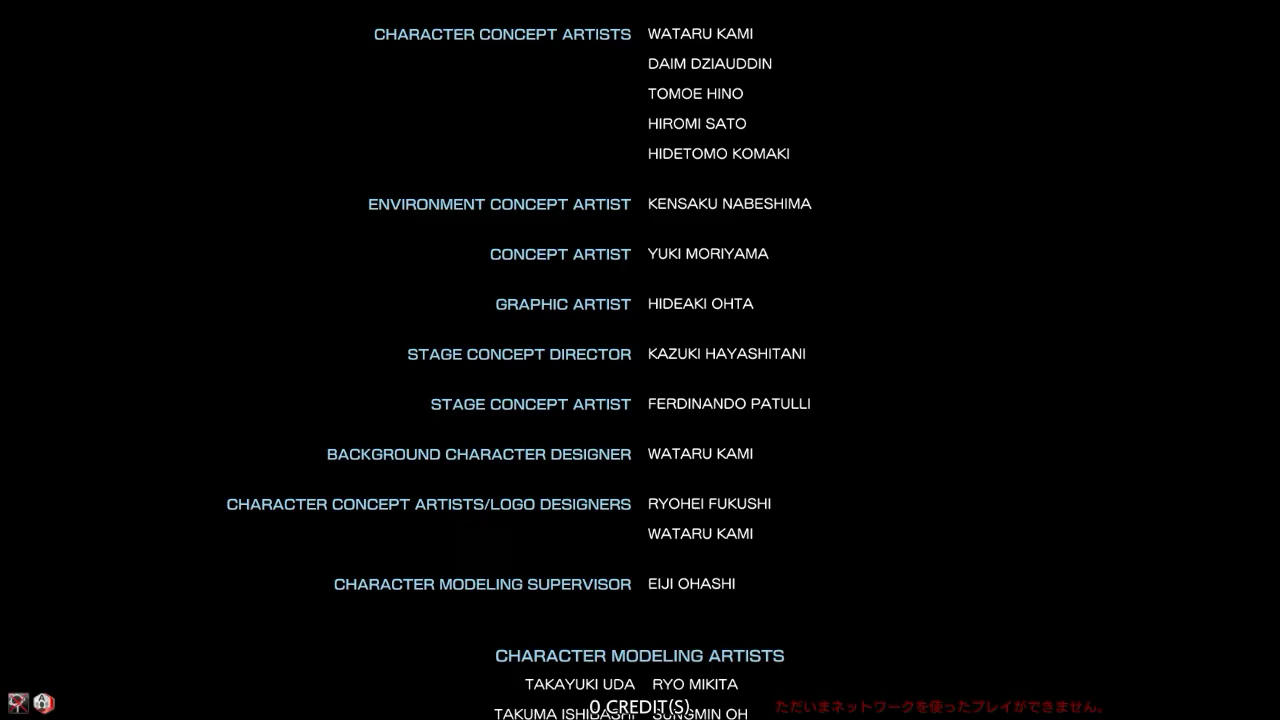 CHARACTER CONCEPT ARTISTS WATARU KAMI
DAIM DZIAUDDIN
TOMOE HINO
HIROMI SATO
HIDETOMO KOMAKI
ENVIRONMENT CONCEPT ARTIST KENSAKU NABESHIMA
CONCEPT ARTIST YUKI MORIYAMA
GRAPHIC ARTIST HIDEAKI OHTA
STAGE CONCEPT DIRECTOR KAZUKI HAYASHITANI
STAGE CONCEPT ARTIST FERDINANDO PATULLI
BACKGROUND CHARACTER DESIGNER WATARU KAMI
CHARACTER CONCEPT ARTISTS/LOGO DESIGNERS RYOHEI FUKUSHI
WATARU KAMI
CHARACTER MODELING SUPERVISOR EIJI OHASHI
CHARACTER MODELING ARTISTS
TAKAYUKI UDA RYO MIKITA
0 CREDIT(S)
TAKUMA ISHIBASHI SUNGMIN OH
ただいまネットワークを使ったプレイができません。